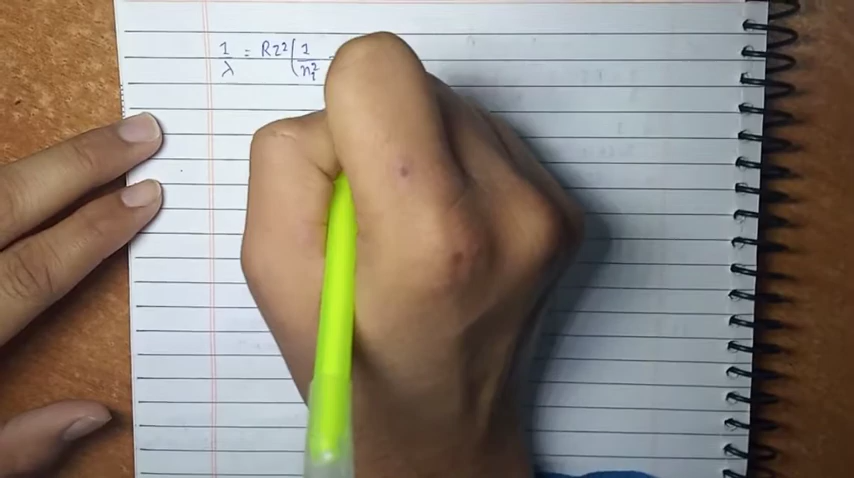 1/λ = RZ²(1/n₁² -